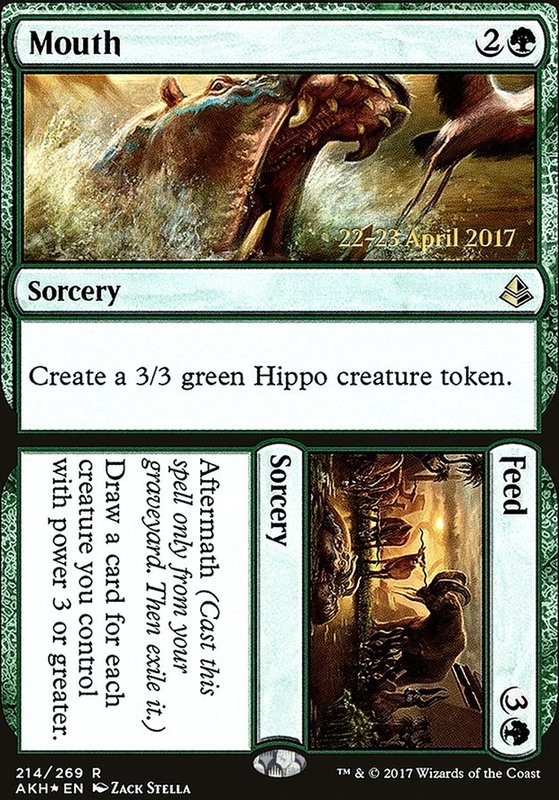 Mouth
2
22-23 April 2017
Sorcery
Create a 3/3 green Hippo creature token.
Feed
3
Sorcery
Aftermath (Cast this
spell only from your
graveyard. Then exile it.)
Draw a card for each
creature you control
with power 3 or greater.
214/269 R
AKH★EN Zack Stella
™ & © 2017 Wizards of the Coast